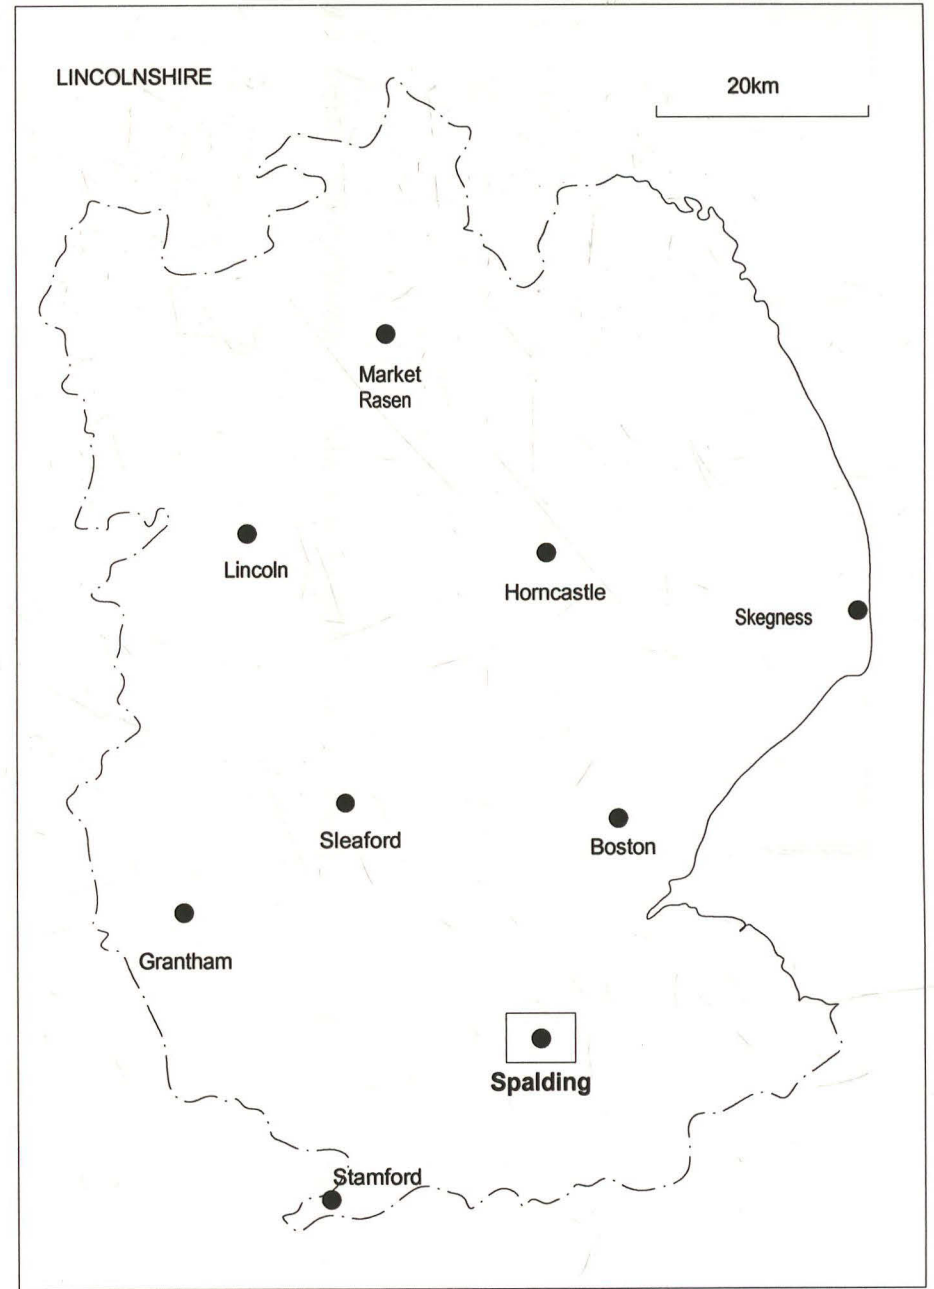 LINCOLNSHIRE
20km
Market
Rasen
Lincoln
Horncastle
Skegness
Sleaford
Boston
Grantham
Spalding
Stamford